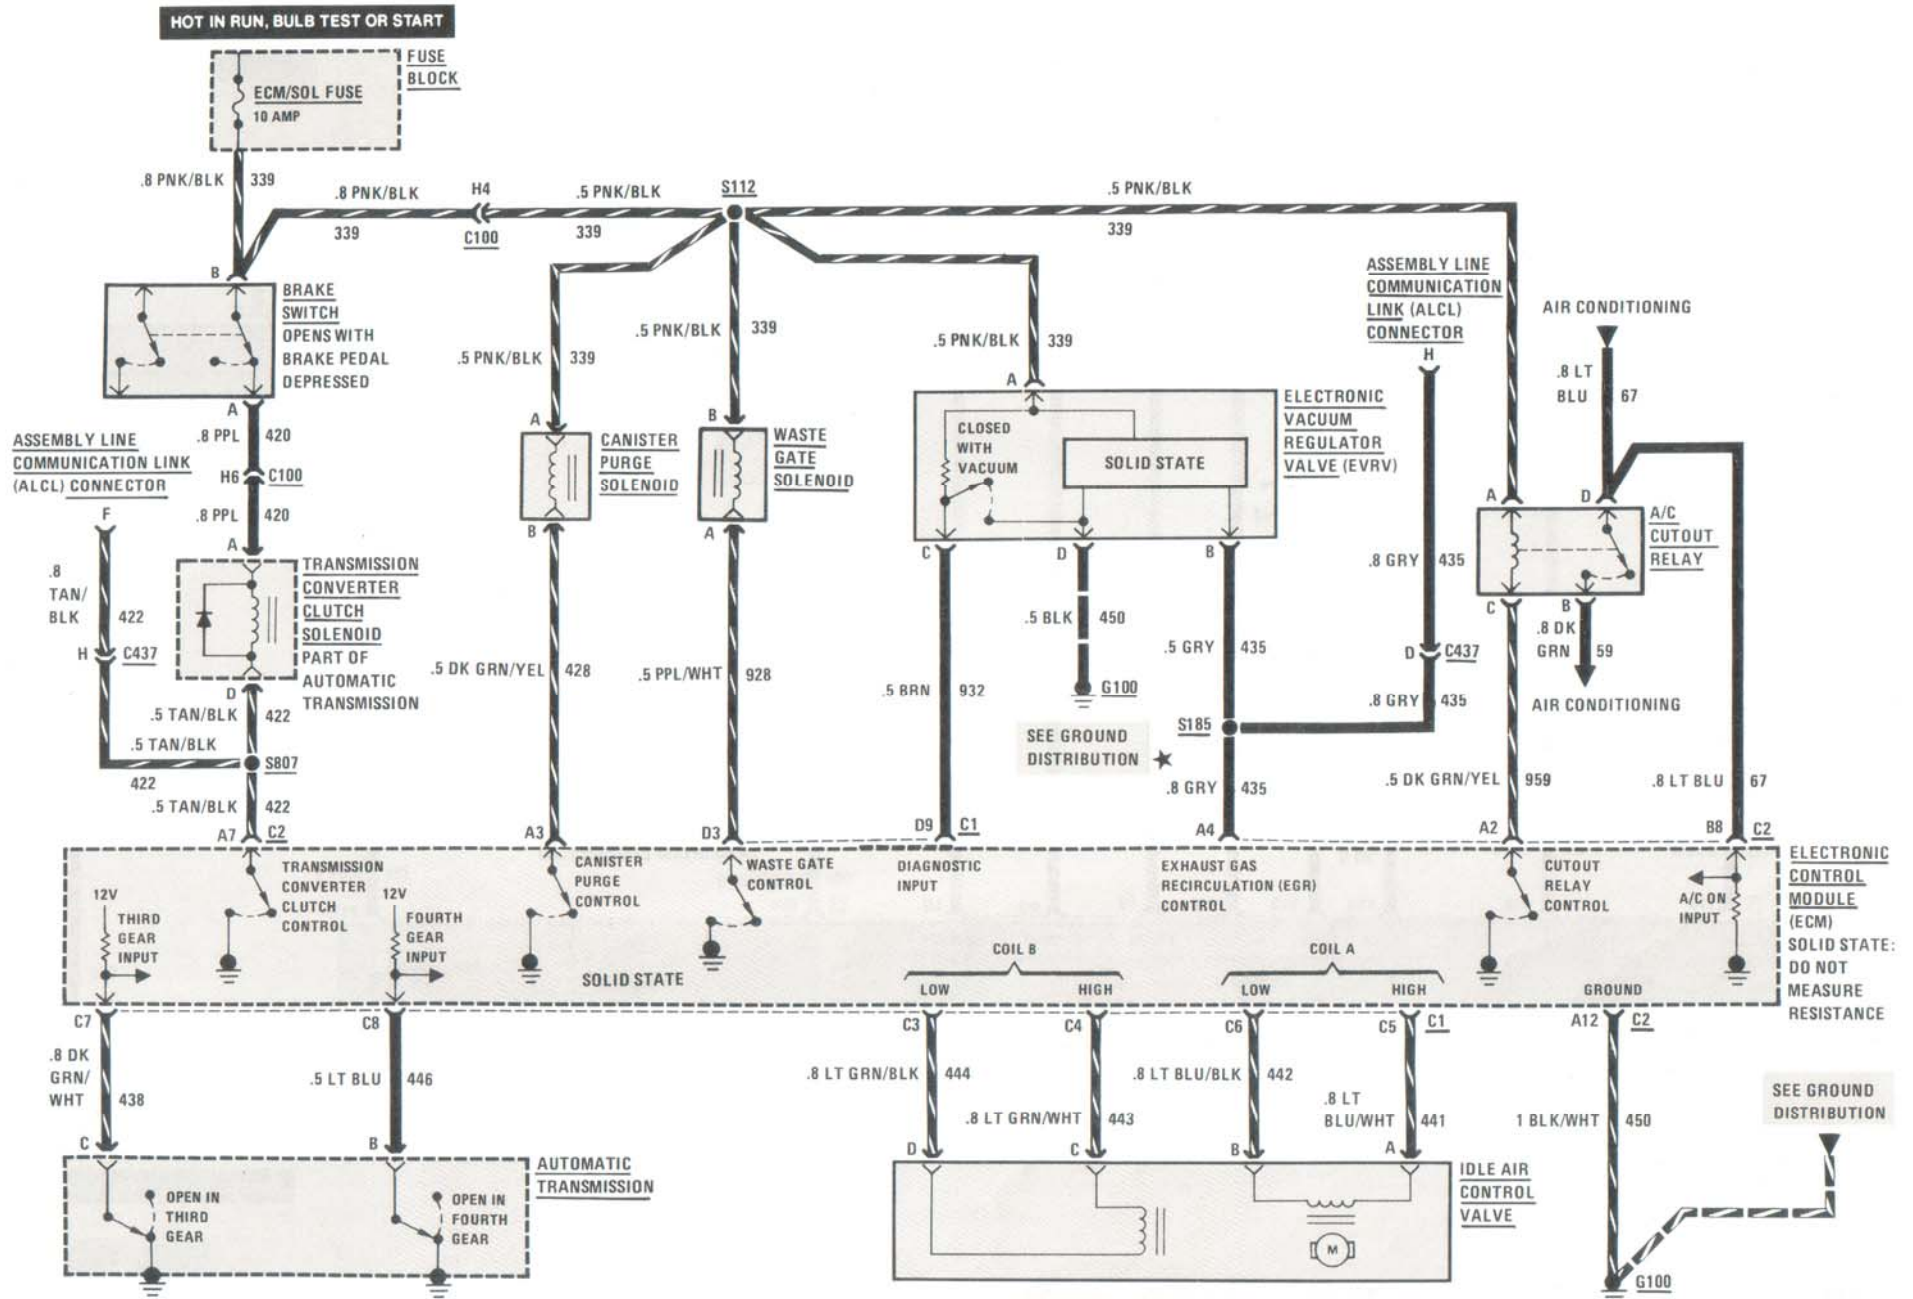 HOT IN RUN, BULB TEST OR START
FUSE
BLOCK
ECM/SOL FUSE
10 AMP
.8 PNK/BLK 339
.8 PNK/BLK
339
H4
C100
.5 PNK/BLK
339
S112
.5 PNK/BLK
339
B
BRAKE
SWITCH
OPENS WITH
BRAKE PEDAL
DEPRESSED
A
.8 PPL 420
H6 C100
.8 PPL 420
A
ASSEMBLY LINE
COMMUNICATION LINK
(ALCL) CONNECTOR
F
.8
TAN/
BLK 422
H C437
TRANSMISSION
CONVERTER
CLUTCH
SOLENOID
PART OF
AUTOMATIC
TRANSMISSION
D
.5 TAN/BLK 422
.5 TAN/BLK
422
S807
.5 TAN/BLK 422
A7 C2
.5 PNK/BLK 339
A
CANISTER
PURGE
SOLENOID
B
.5 DK GRN/YEL 428
A3
.5 PNK/BLK 339
B
WASTE
GATE
SOLENOID
A
.5 PPL/WHT 928
D3
.5 PNK/BLK 339
A
ELECTRONIC
VACUUM
REGULATOR
VALVE (EVRV)
CLOSED
WITH
VACUUM
SOLID STATE
C
D
B
.5 BRN 932
D9 C1
.5 BLK 450
G100
SEE GROUND
DISTRIBUTION
.5 GRY 435
S185
.8 GRY 435
A4
ASSEMBLY LINE
COMMUNICATION
LINK (ALCL)
CONNECTOR
H
.8 GRY 435
D C437
.8 GRY 435
AIR CONDITIONING
.8 LT
BLU 67
A
D
A/C
CUTOUT
RELAY
C
B
.8 DK
GRN 59
AIR CONDITIONING
.5 DK GRN/YEL 959
A2
.8 LT BLU 67
B8 C2
ELECTRONIC
CONTROL
MODULE
(ECM)
SOLID STATE:
DO NOT
MEASURE
RESISTANCE
12V
THIRD
GEAR
INPUT
TRANSMISSION
CONVERTER
CLUTCH
CONTROL
12V
FOURTH
GEAR
INPUT
CANISTER
PURGE
CONTROL
WASTE GATE
CONTROL
DIAGNOSTIC
INPUT
EXHAUST GAS
RECIRCULATION (EGR)
CONTROL
CUTOUT
RELAY
CONTROL
A/C ON
INPUT
SOLID STATE
COIL B
LOW HIGH
COIL A
LOW HIGH
GROUND
C7
C8
C3
C4
C6
C5 C1
A12 C2
.8 DK
GRN/
WHT 438
.5 LT BLU 446
.8 LT GRN/BLK 444
.8 LT GRN/WHT 443
.8 LT BLU/BLK 442
.8 LT
BLU/WHT 441
1 BLK/WHT 450
SEE GROUND
DISTRIBUTION
C
B
AUTOMATIC
TRANSMISSION
OPEN IN
THIRD
GEAR
OPEN IN
FOURTH
GEAR
D
C
B
A
IDLE AIR
CONTROL
VALVE
M
G100